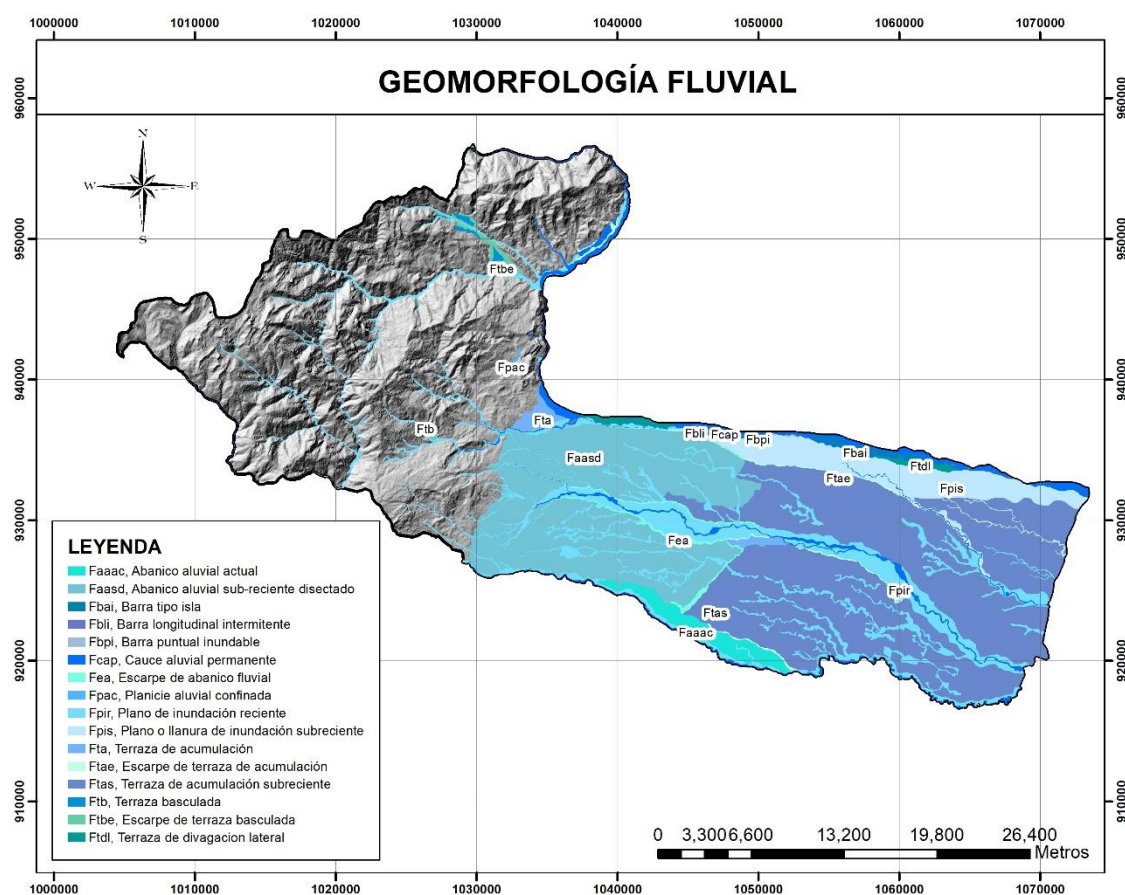 1000000 1010000 1020000 1030000 1040000 1050000 1060000 1070000
GEOMORFOLOGÍA FLUVIAL
960000 960000
N
W E
S
950000 950000
Ftbe
940000 940000
Fpac
Ftb
Fta
Fbli Fcap Fbpi
Fbai
Ftdl
Faasd
Ftae
Fpis
930000 930000
Fea
Fpir
Ftas
Faaac
920000 920000
910000 910000
LEYENDA
Faaac, Abanico aluvial actual
Faasd, Abanico aluvial sub-reciente disectado
Fbai, Barra tipo isla
Fbli, Barra longitudinal intermitente
Fbpi, Barra puntual inundable
Fcap, Cauce aluvial permanente
Fea, Escarpe de abanico fluvial
Fpac, Planicie aluvial confinada
Fpir, Plano de inundación reciente
Fpis, Plano o llanura de inundación subreciente
Fta, Terraza de acumulación
Ftae, Escarpe de terraza de acumulación
Ftas, Terraza de acumulación subreciente
Ftb, Terraza basculada
Ftbe, Escarpe de terraza basculada
Ftdl, Terraza de divagacion lateral
0 3,300 6,600 13,200 19,800 26,400
Metros
1000000 1010000 1020000 1030000 1040000 1050000 1060000 1070000